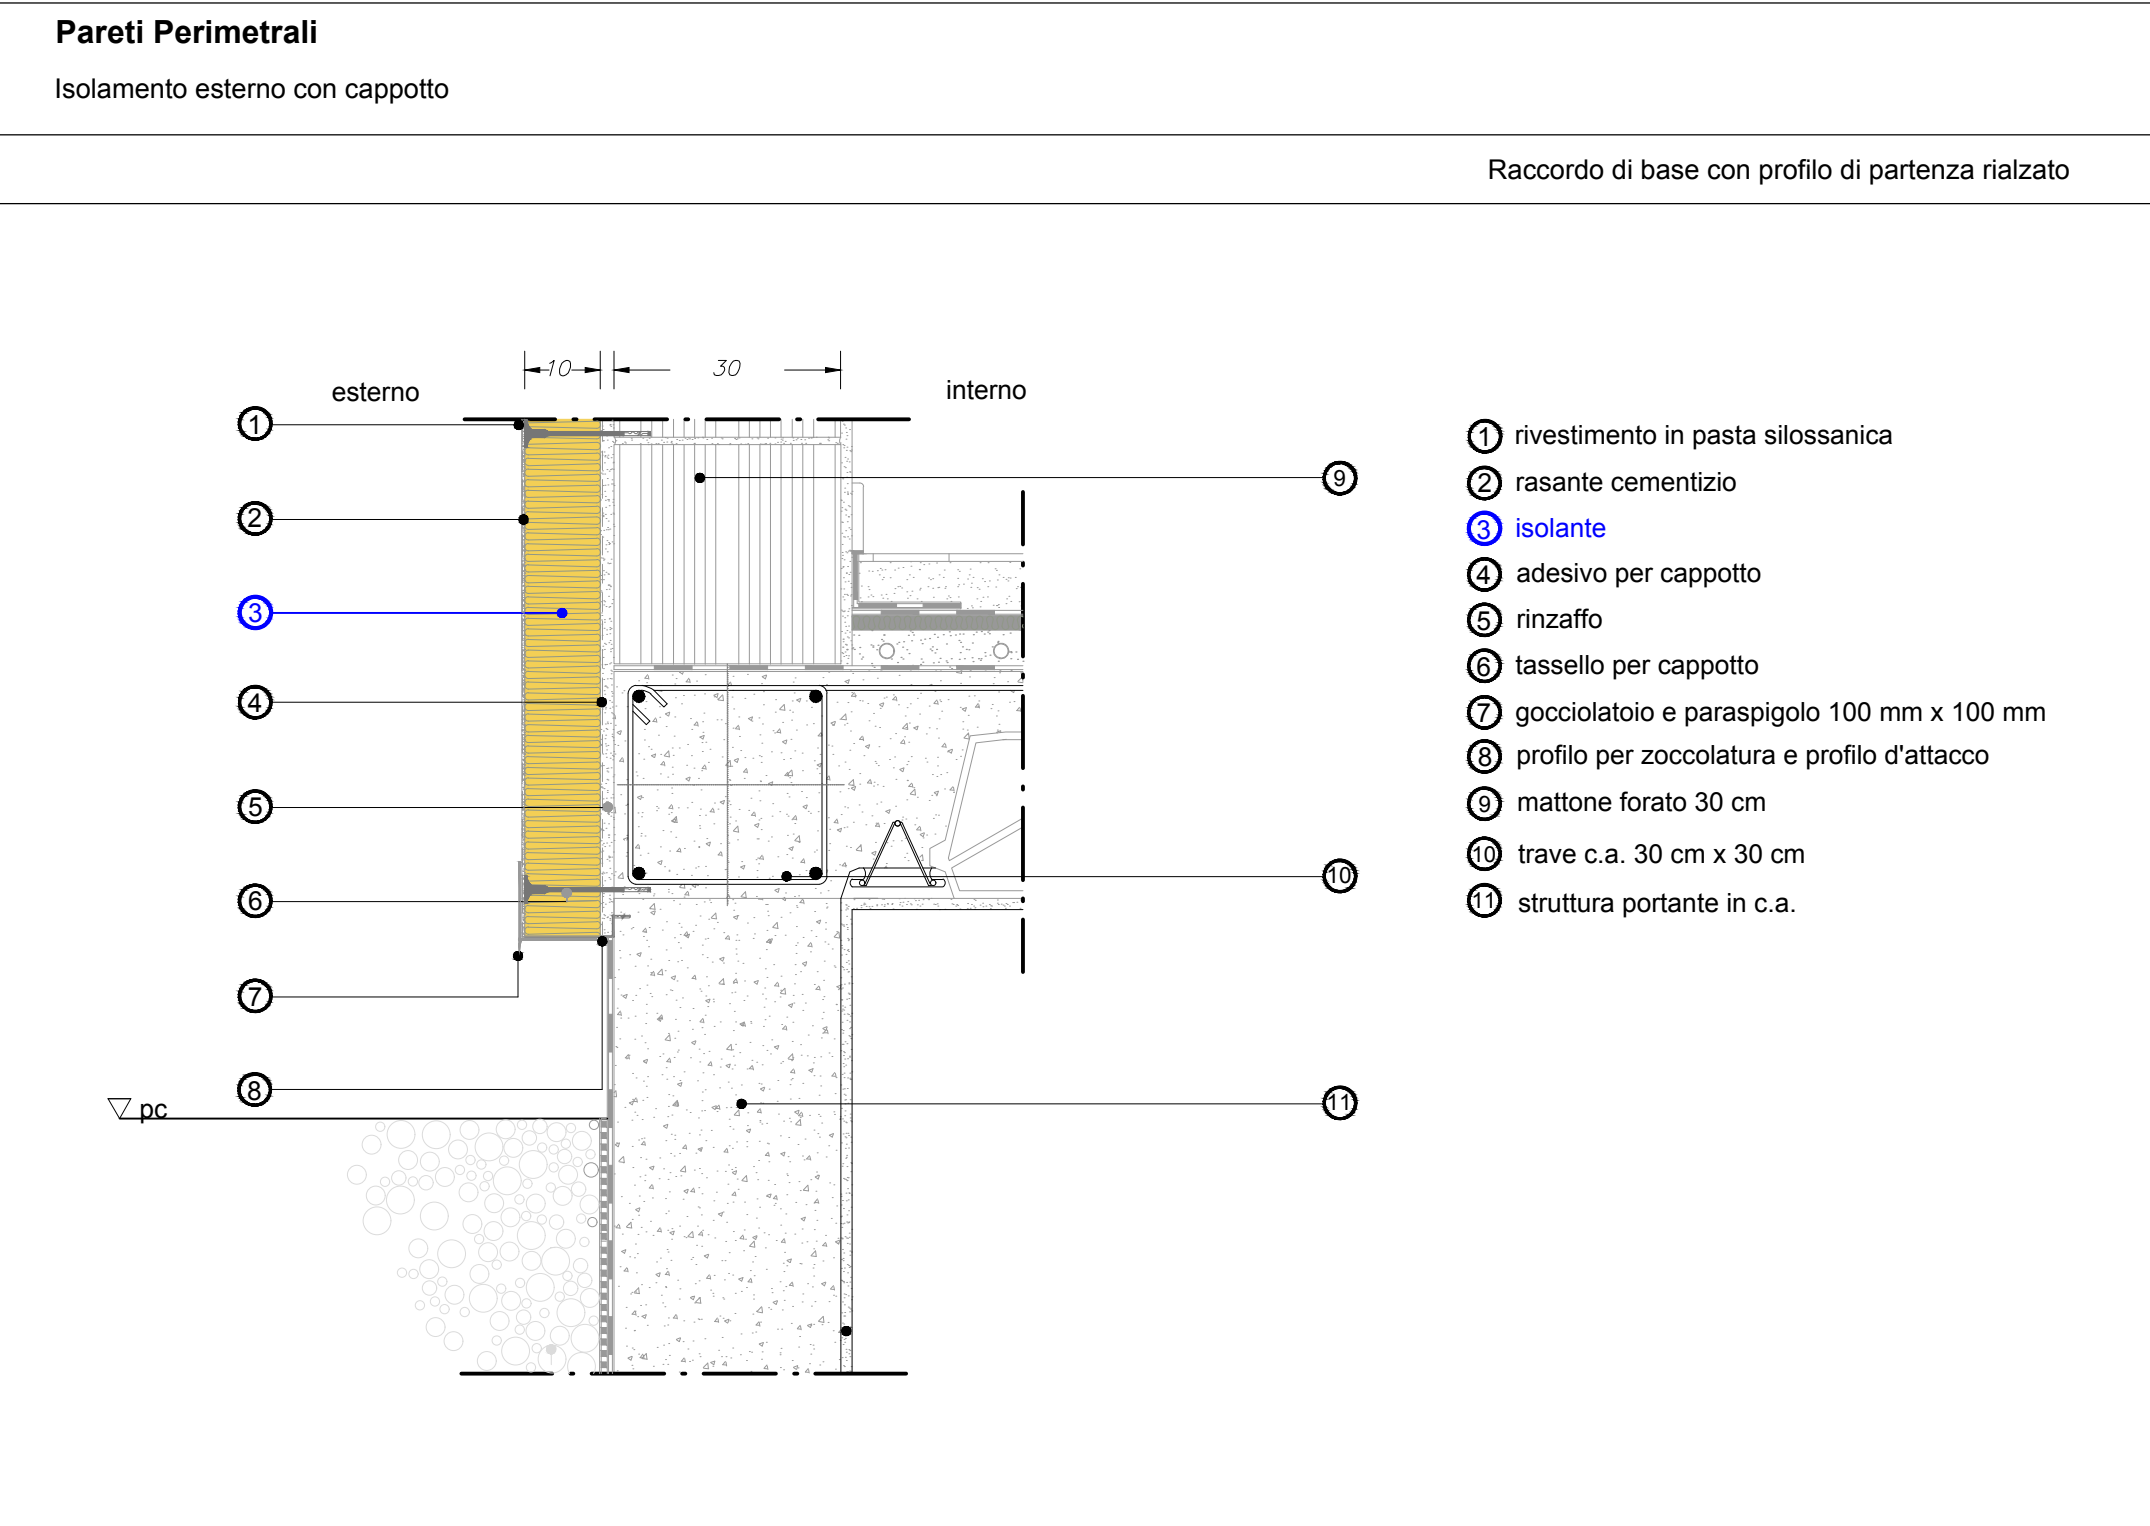 Pareti Perimetrali
Isolamento esterno con cappotto
Raccordo di base con profilo di partenza rialzato
10
30
esterno
interno
1
2
3
4
5
6
7
8
pc
9
10
11
1 rivestimento in pasta silossanica
2 rasante cementizio
3 isolante
4 adesivo per cappotto
5 rinzaffo
6 tassello per cappotto
7 gocciolatoio e paraspigolo 100 mm x 100 mm
8 profilo per zoccolatura e profilo d'attacco
9 mattone forato 30 cm
10 trave c.a. 30 cm x 30 cm
11 struttura portante in c.a.